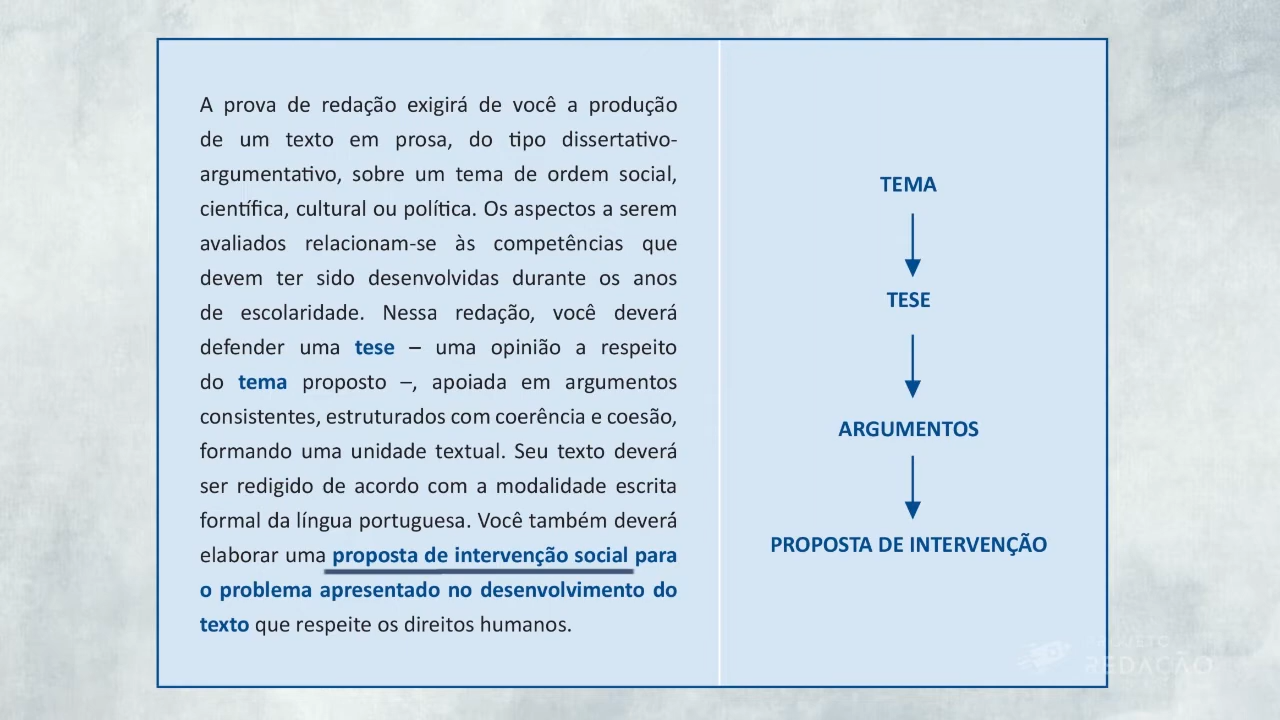 A prova de redação exigirá de você a produção
de um texto em prosa, do tipo dissertativo-
argumentativo, sobre um tema de ordem social,
científica, cultural ou política. Os aspectos a serem
avaliados relacionam-se às competências que
devem ter sido desenvolvidas durante os anos
de escolaridade. Nessa redação, você deverá
defender uma tese – uma opinião a respeito
do tema proposto –, apoiada em argumentos
consistentes, estruturados com coerência e coesão,
formando uma unidade textual. Seu texto deverá
ser redigido de acordo com a modalidade escrita
formal da língua portuguesa. Você também deverá
elaborar uma proposta de intervenção social para
o problema apresentado no desenvolvimento do
texto que respeite os direitos humanos.
TEMA
TESE
ARGUMENTOS
PROPOSTA DE INTERVENÇÃO
PROJETO
REDAÇÃO